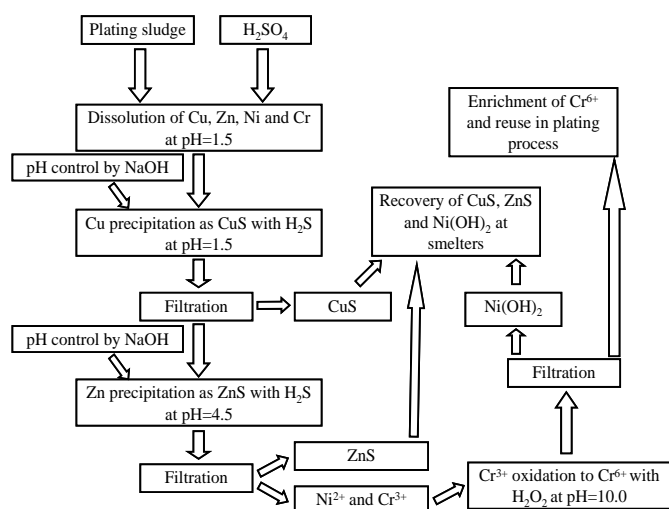 Plating sludge
H₂SO₄
Dissolution of Cu, Zn, Ni and Cr
at pH=1.5
pH control by NaOH
Cu precipitation as CuS with H₂S
at pH=1.5
Filtration
CuS
pH control by NaOH
Zn precipitation as ZnS with H₂S
at pH=4.5
Filtration
ZnS
Ni²⁺ and Cr³⁺
Cr³⁺ oxidation to Cr⁶⁺ with
H₂O₂ at pH=10.0
Filtration
Ni(OH)₂
Recovery of CuS, ZnS
and Ni(OH)₂ at
smelters
Enrichment of Cr⁶⁺
and reuse in plating
process